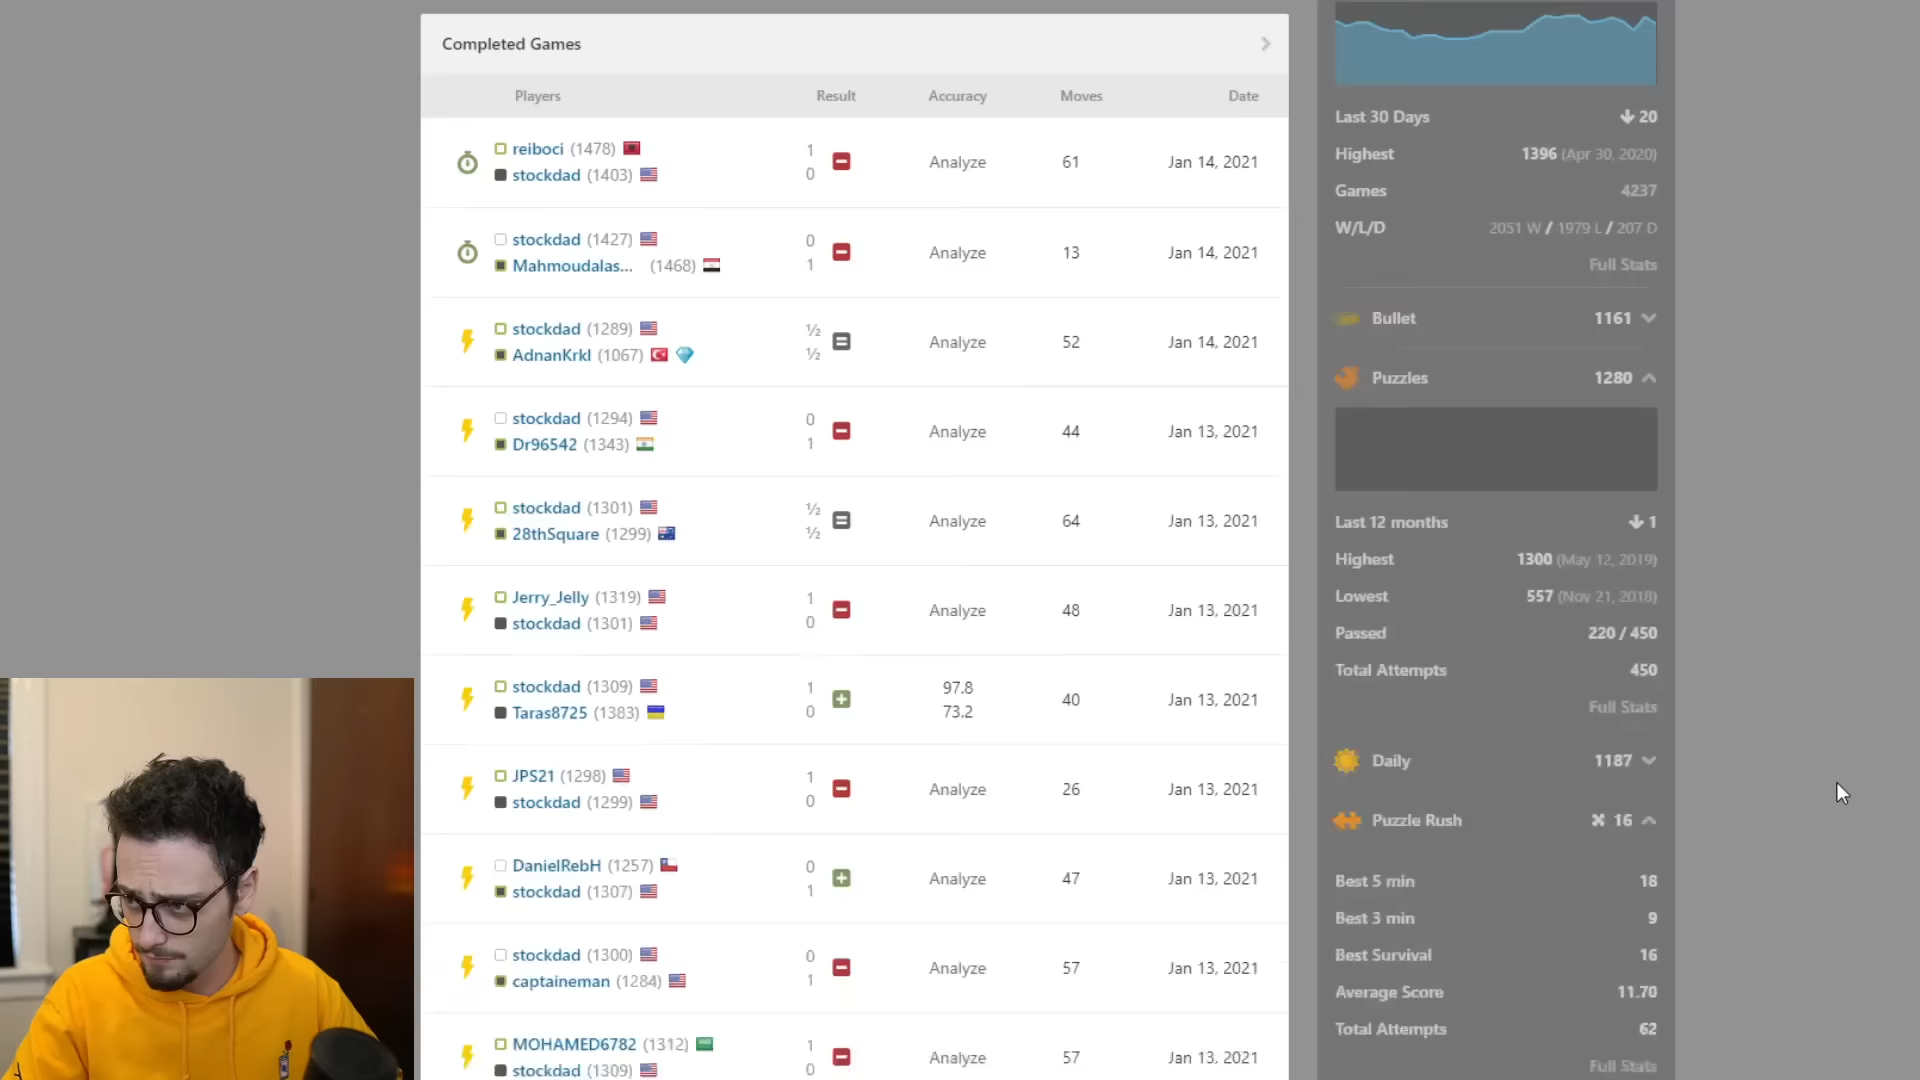 Completed Games
Players Result Accuracy Moves Date
reiboci (1478) 1
stockdad (1403) 0
Analyze 61 Jan 14, 2021
stockdad (1427) 0
Mahmoudalas... (1468) 1
Analyze 13 Jan 14, 2021
stockdad (1289) ½
AdnanKrkl (1067) ½
Analyze 52 Jan 14, 2021
stockdad (1294) 0
Dr96542 (1343) 1
Analyze 44 Jan 13, 2021
stockdad (1301) ½
28thSquare (1299) ½
Analyze 64 Jan 13, 2021
Jerry_Jelly (1319) 1
stockdad (1301) 0
Analyze 48 Jan 13, 2021
stockdad (1309) 1 97.8
Taras8725 (1383) 0 73.2
40 Jan 13, 2021
JPS21 (1298) 1
stockdad (1299) 0
Analyze 26 Jan 13, 2021
DanielRebH (1257) 0
stockdad (1307) 1
Analyze 47 Jan 13, 2021
stockdad (1300) 0
captaineman (1284) 1
Analyze 57 Jan 13, 2021
MOHAMED6782 (1312) 1
stockdad (1309) 0
Analyze 57 Jan 13, 2021
Last 30 Days 20
Highest 1396 (Apr 30, 2020)
Games 4237
W/L/D 2051 W / 1979 L / 207 D
Full Stats
Bullet 1161
Puzzles 1280
Last 12 months 1
Highest 1300 (May 12, 2019)
Lowest 557 (Nov 21, 2018)
Passed 220 / 450
Total Attempts 450
Full Stats
Daily 1187
Puzzle Rush 16
Best 5 min 18
Best 3 min 9
Best Survival 16
Average Score 11.70
Total Attempts 62
Full Stats